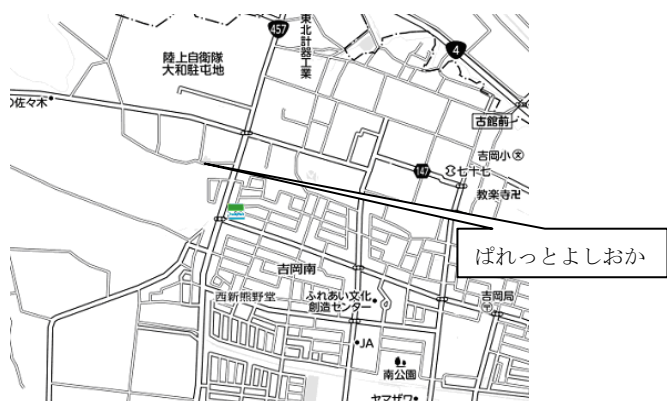 457
東北計器工業
4
陸上自衛隊
大和駐屯地
の佐々木
古館前
吉岡小
147
七十七
教楽寺
ぱれっとよしおか
吉岡南
西新熊野堂
ふれあい文化
創造センター
吉岡局
JA
南公園
ヤマザワ